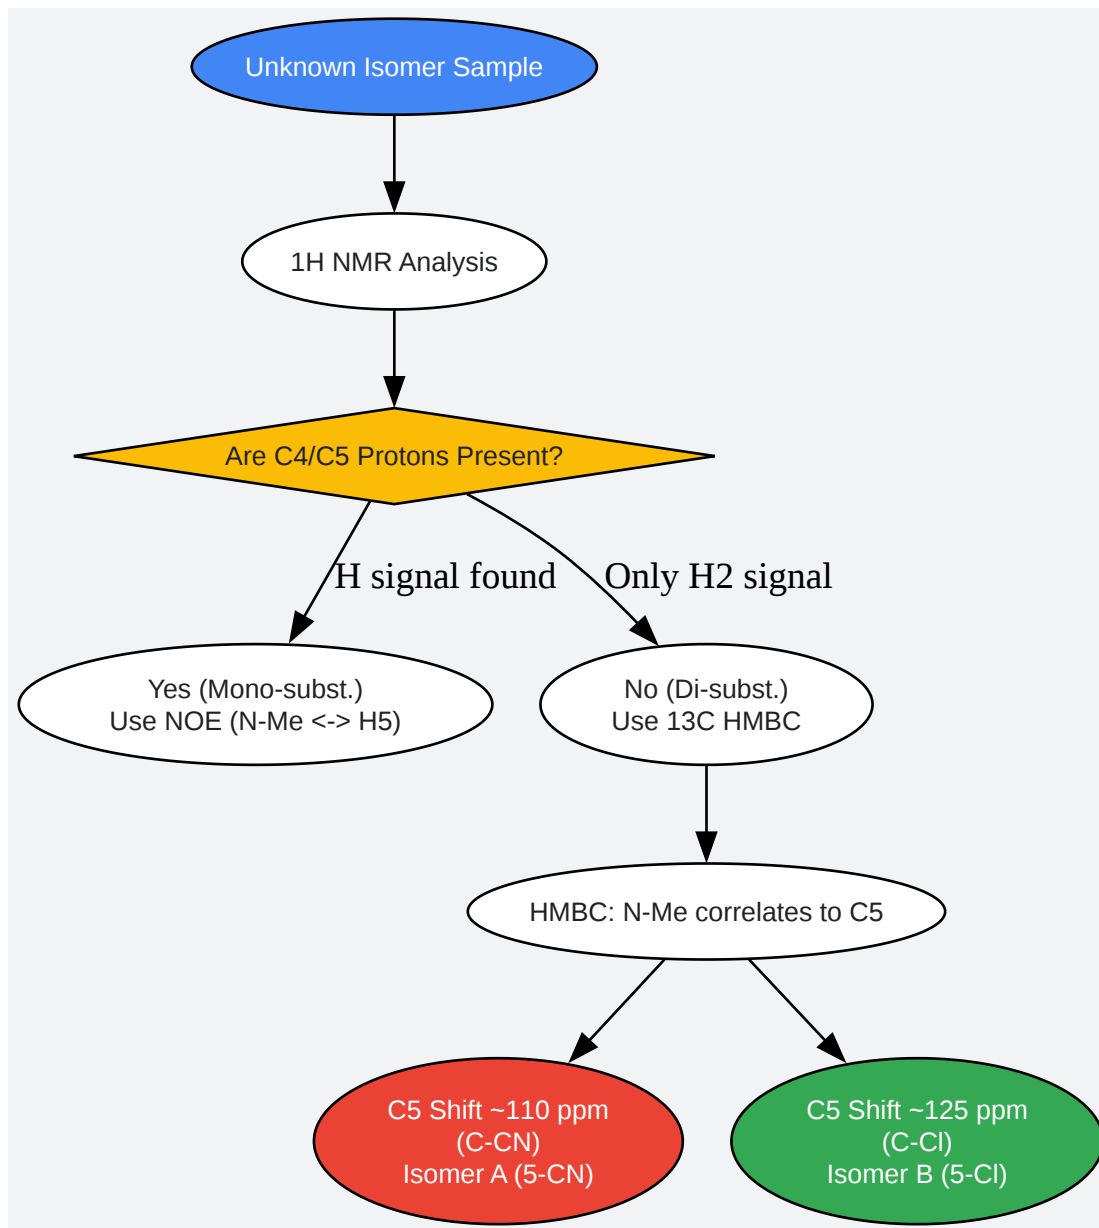 Unknown Isomer Sample
1H NMR Analysis
Are C4/C5 Protons Present?
H signal found
Only H2 signal
Yes (Mono-subst.)
Use NOE (N-Me <-> H5)
No (Di-subst.)
Use 13C HMBC
HMBC: N-Me correlates to C5
C5 Shift ~110 ppm
(C-CN)
Isomer A (5-CN)
C5 Shift ~125 ppm
(C-Cl)
Isomer B (5-Cl)